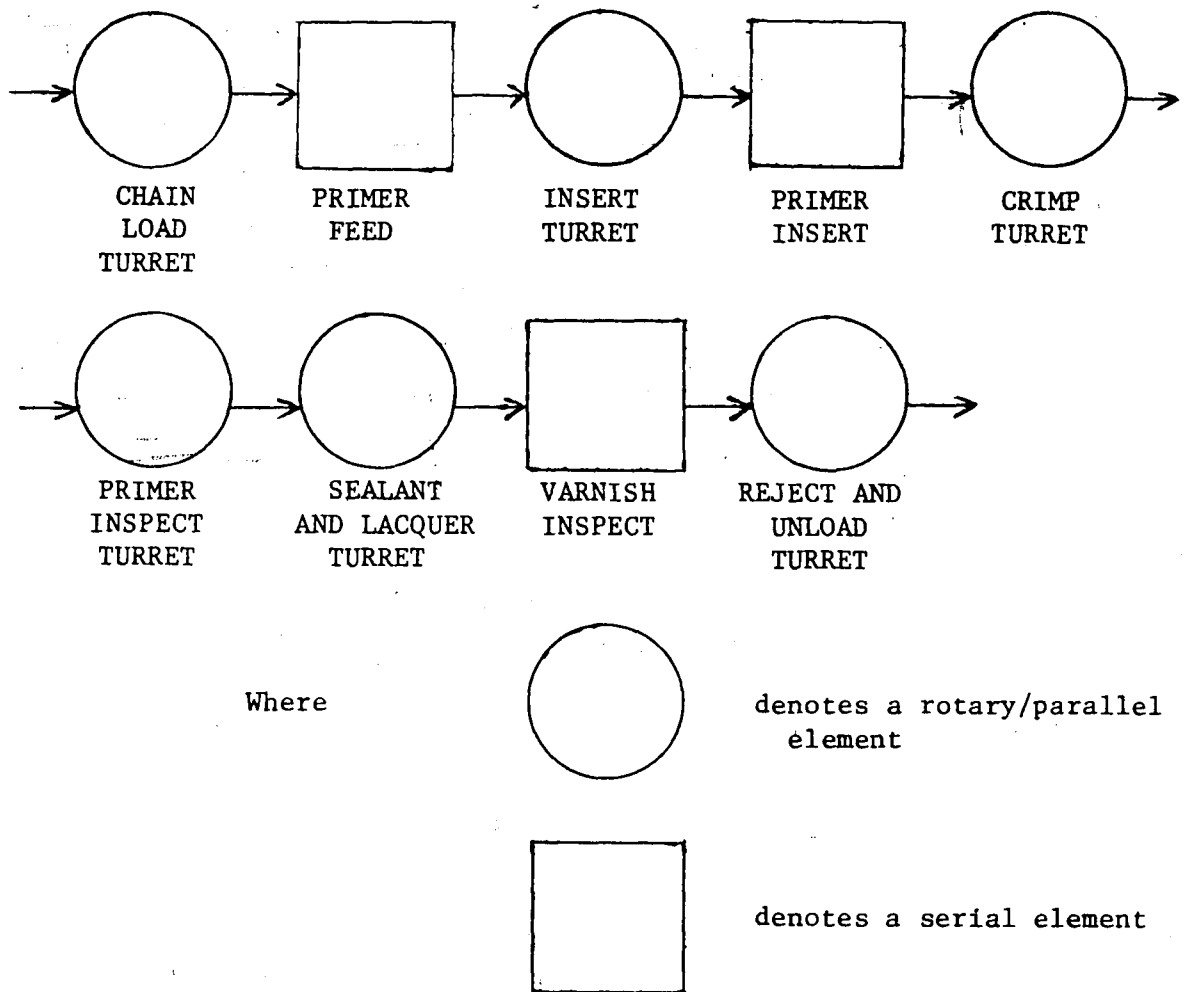 CHAIN
LOAD
TURRET
PRIMER
FEED
INSERT
TURRET
PRIMER
INSERT
CRIMP
TURRET
PRIMER
INSPECT
TURRET
SEALANT
AND LACQUER
TURRET
VARNISH
INSPECT
REJECT AND
UNLOAD
TURRET
Where
denotes a rotary/parallel
element
denotes a serial element